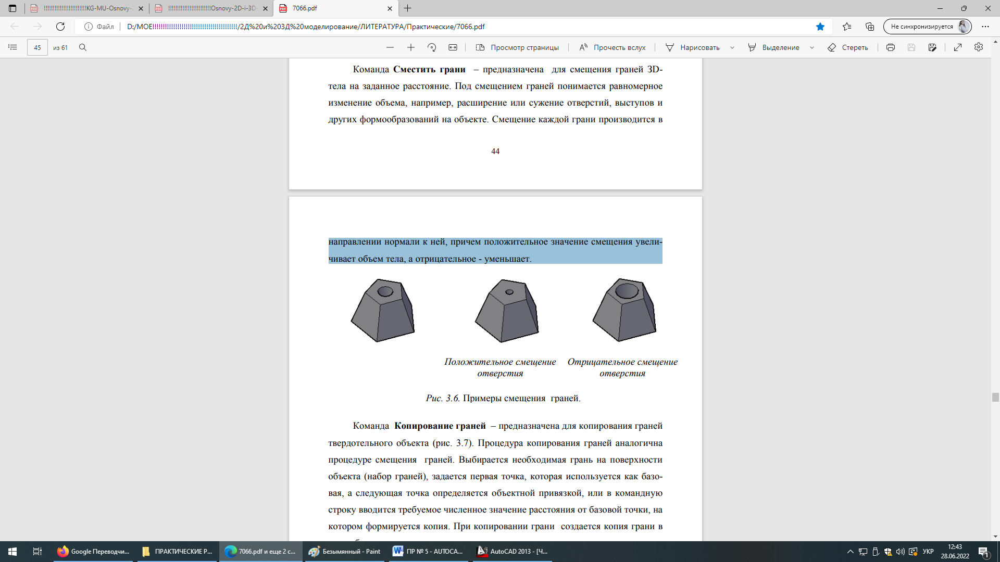 !!!!!!!!!!!!!!!!!!!!!!!!KG-MU-Osnovy-
!!!!!!!!!!!!!!!!!!!!!!!!Osnovy-2D-i-3D-
7066.pdf
Файл
D:/МОЕ!!!!!!!!!!!!!!!!!!!!!!!!!!!!!!!!!!!!!!!!!/2Д%20и%203Д%20моделирование/ЛИТЕРАТУРА/Практические/7066.pdf
Не синхронизируется
45 из 61
Просмотр страницы
Прочесть вслух
Нарисовать
Выделение
Стереть
Команда Сместить грани – предназначена для смещения граней 3D-
тела на заданное расстояние. Под смещением граней понимается равномерное
изменение объема, например, расширение или сужение отверстий, выступов и
других формообразований на объекте. Смещение каждой грани производится в
44
направлении нормали к ней, причем положительное значение смещения увели-
чивает объем тела, а отрицательное - уменьшает.
Положительное смещение
отверстия
Отрицательное смещение
отверстия
Рис. 3.6. Примеры смещения граней.
Команда Копирование граней – предназначена для копирования граней
твердотельного объекта (рис. 3.7). Процедура копирования граней аналогична
процедуре смещения граней. Выбирается необходимая грань на поверхности
объекта (набор граней), задается первая точка, которая используется как базо-
вая, а следующая точка определяется объектной привязкой, или в командную
строку вводится требуемое численное значение расстояния от базовой точки, на
котором формируется копия. При копировании грани создается копия грани в
Google Переводчи...
ПРАКТИЧЕСКИЕ Р...
7066.pdf и еще 2 с...
Безымянный - Paint
ПР № 5 - AUTOCA...
AutoCAD 2013 - [Ч...
УКР
12:43
28.06.2022
1